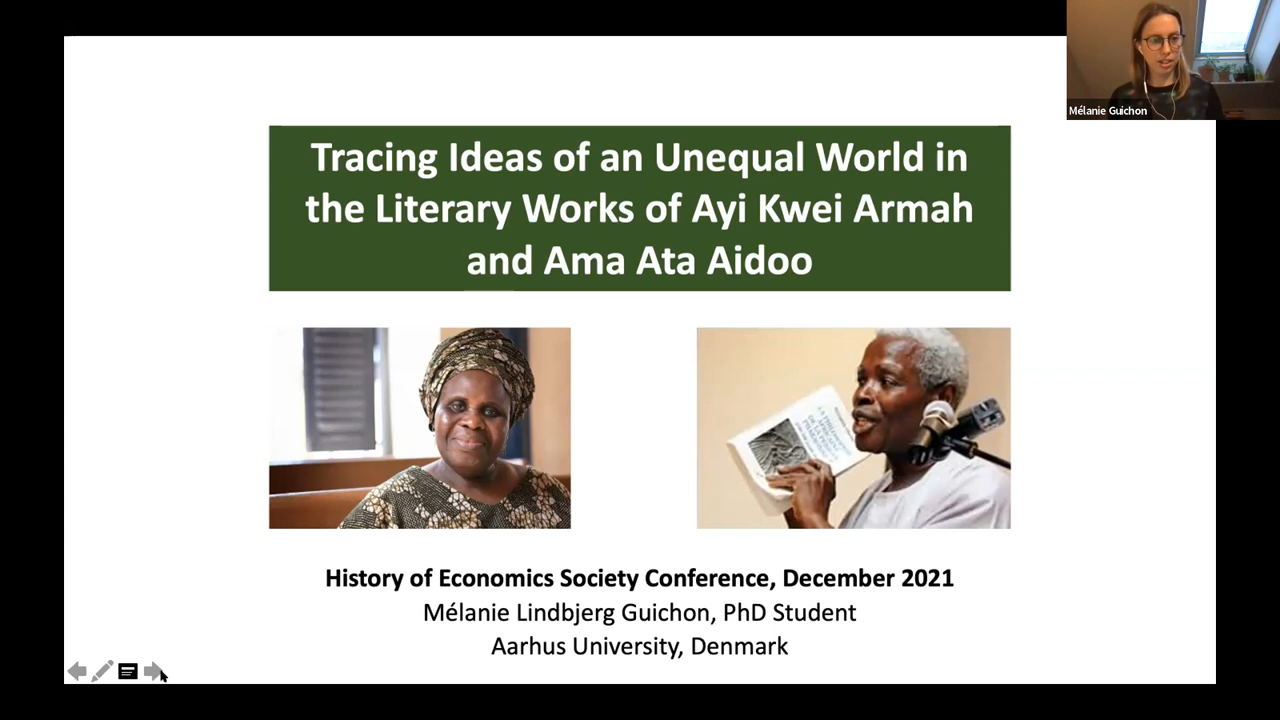 Mélanie Guichon
Tracing Ideas of an Unequal World in
the Literary Works of Ayi Kwei Armah
and Ama Ata Aidoo
History of Economics Society Conference, December 2021
Mélanie Lindbjerg Guichon, PhD Student
Aarhus University, Denmark